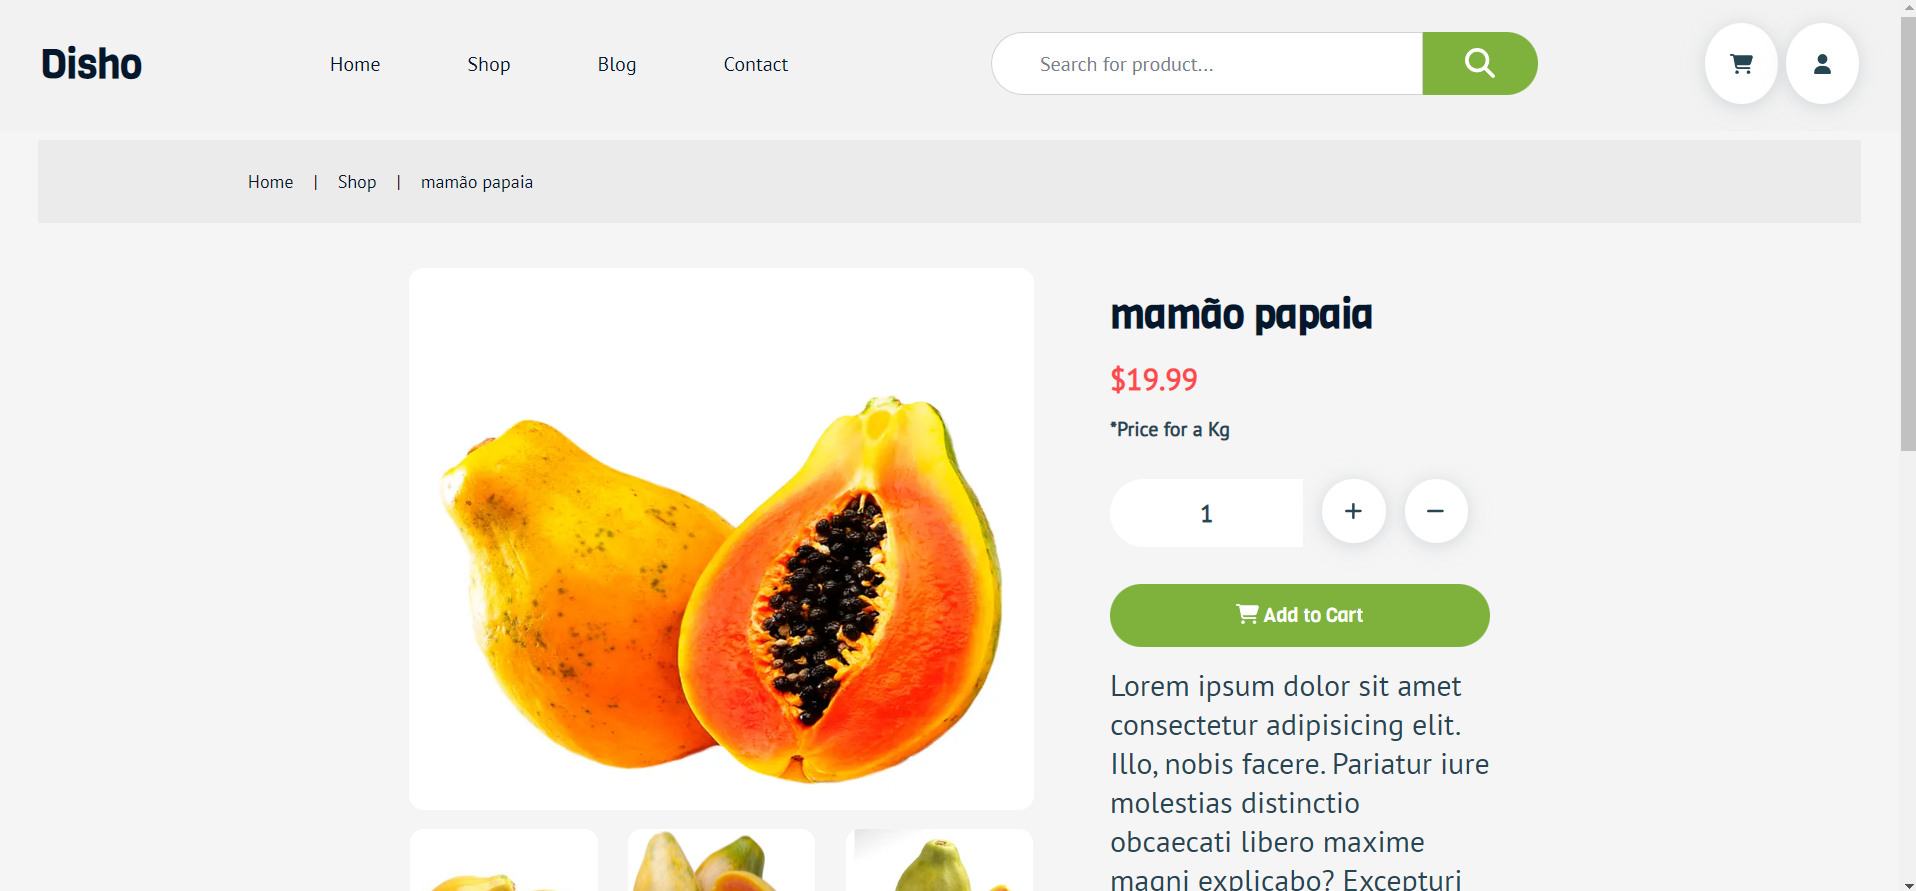 Disho
Home
Shop
Blog
Contact
Search for product...
Home | Shop | mamão papaia
mamão papaia
$19.99
*Price for a Kg
1
Add to Cart
Lorem ipsum dolor sit amet
consectetur adipisicing elit.
Illo, nobis facere. Pariatur iure
molestias distinctio
obcaecati libero maxime
magni explicabo? Excepturi